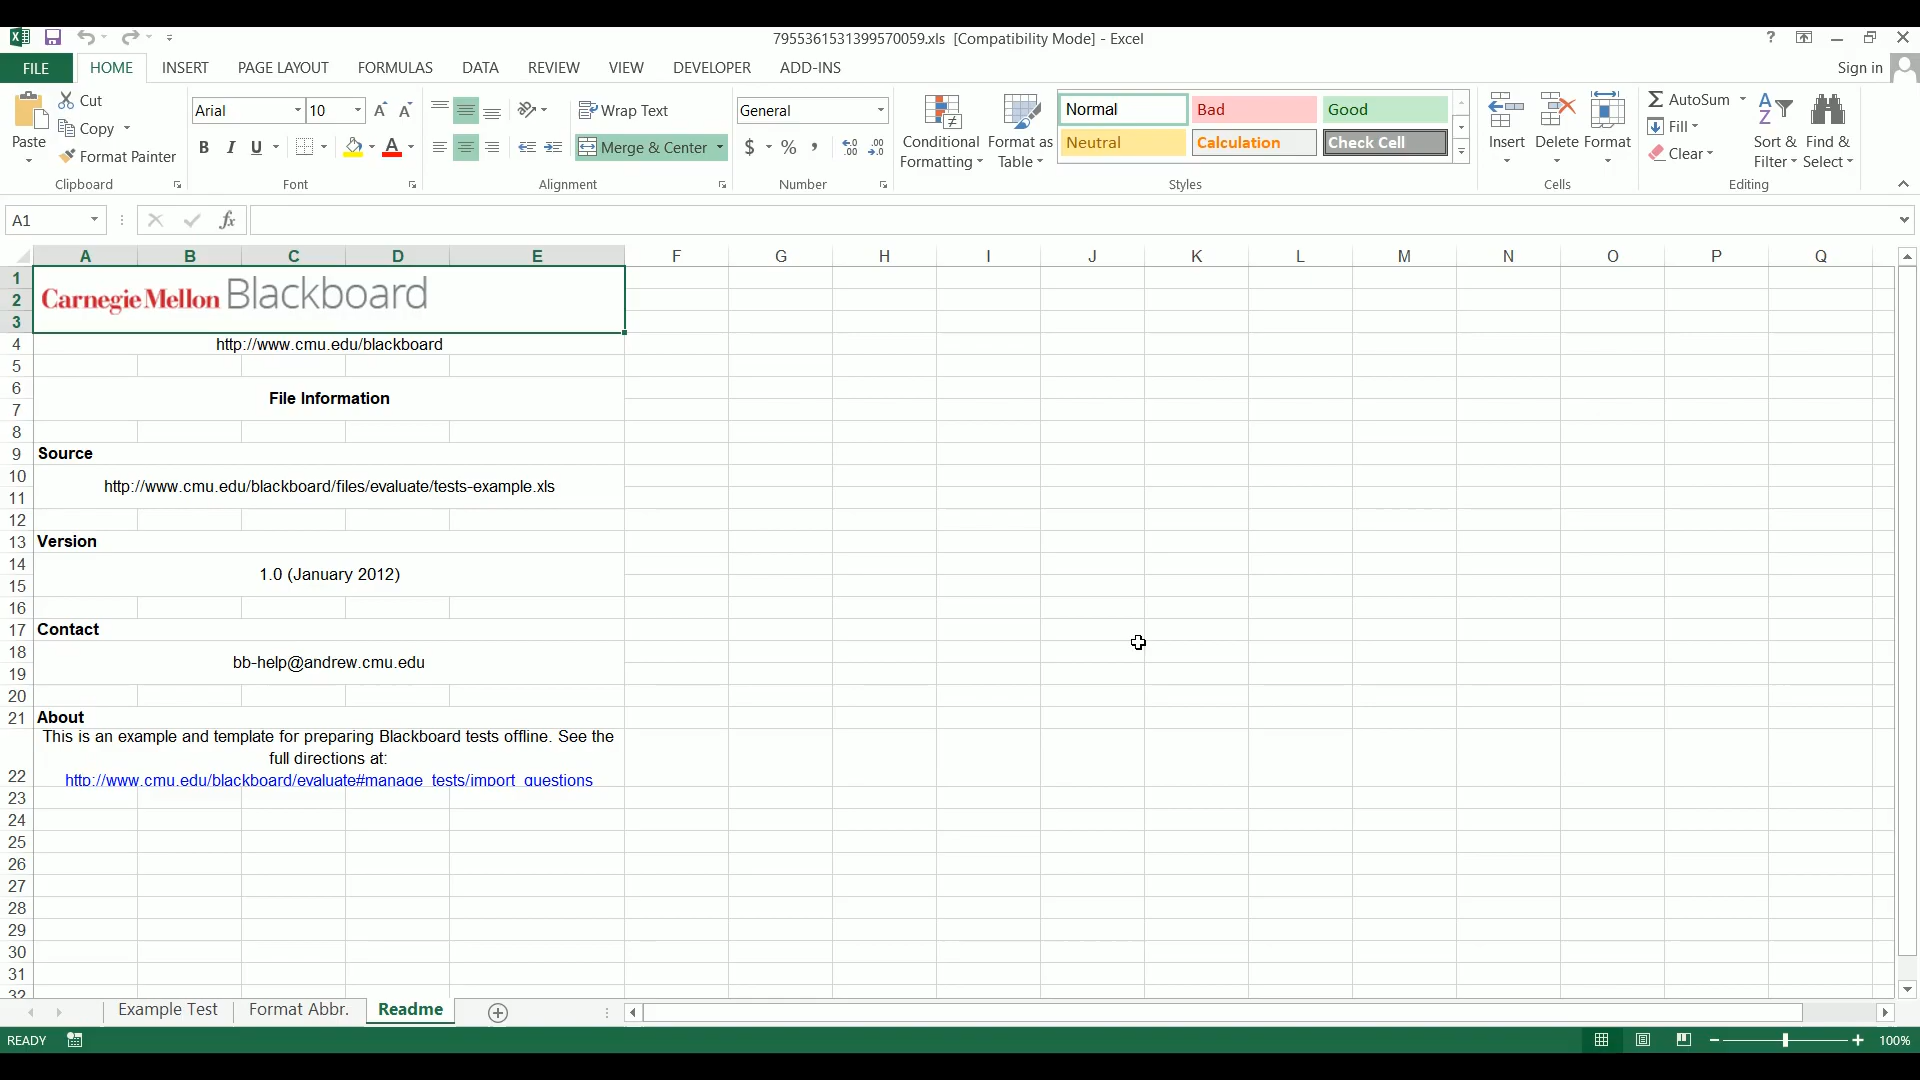 7955361531399570059.xls  [Compatibility Mode] - Excel
?
FILE
HOME
INSERT
PAGE LAYOUT
FORMULAS
DATA
REVIEW
VIEW
DEVELOPER
ADD-INS
Sign in
Paste
Cut
Copy
Format Painter
Clipboard
Arial
10
B I U
Font
Wrap Text
Merge & Center
Alignment
General
$ % ,
Number
Conditional
Formatting
Format as
Table
Normal
Bad
Good
Neutral
Calculation
Check Cell
Styles
Insert
Delete
Format
Cells
AutoSum
Fill
Clear
Sort &
Filter
Find &
Select
Editing
A1
fx
A B C D E F G H I J K L M N O P Q
1
2
Carnegie Mellon Blackboard
3
4 http://www.cmu.edu/blackboard
5
6
File Information
7
8
9 Source
10
http://www.cmu.edu/blackboard/files/evaluate/tests-example.xls
11
12
13 Version
14
1.0 (January 2012)
15
16
17 Contact
18
bb-help@andrew.cmu.edu
19
20
21 About
This is an example and template for preparing Blackboard tests offline. See the
full directions at:
22 http://www.cmu.edu/blackboard/evaluate#manage_tests/import_questions
23
24
25
26
27
28
29
30
31
32
Example Test
Format Abbr.
Readme
READY
100%